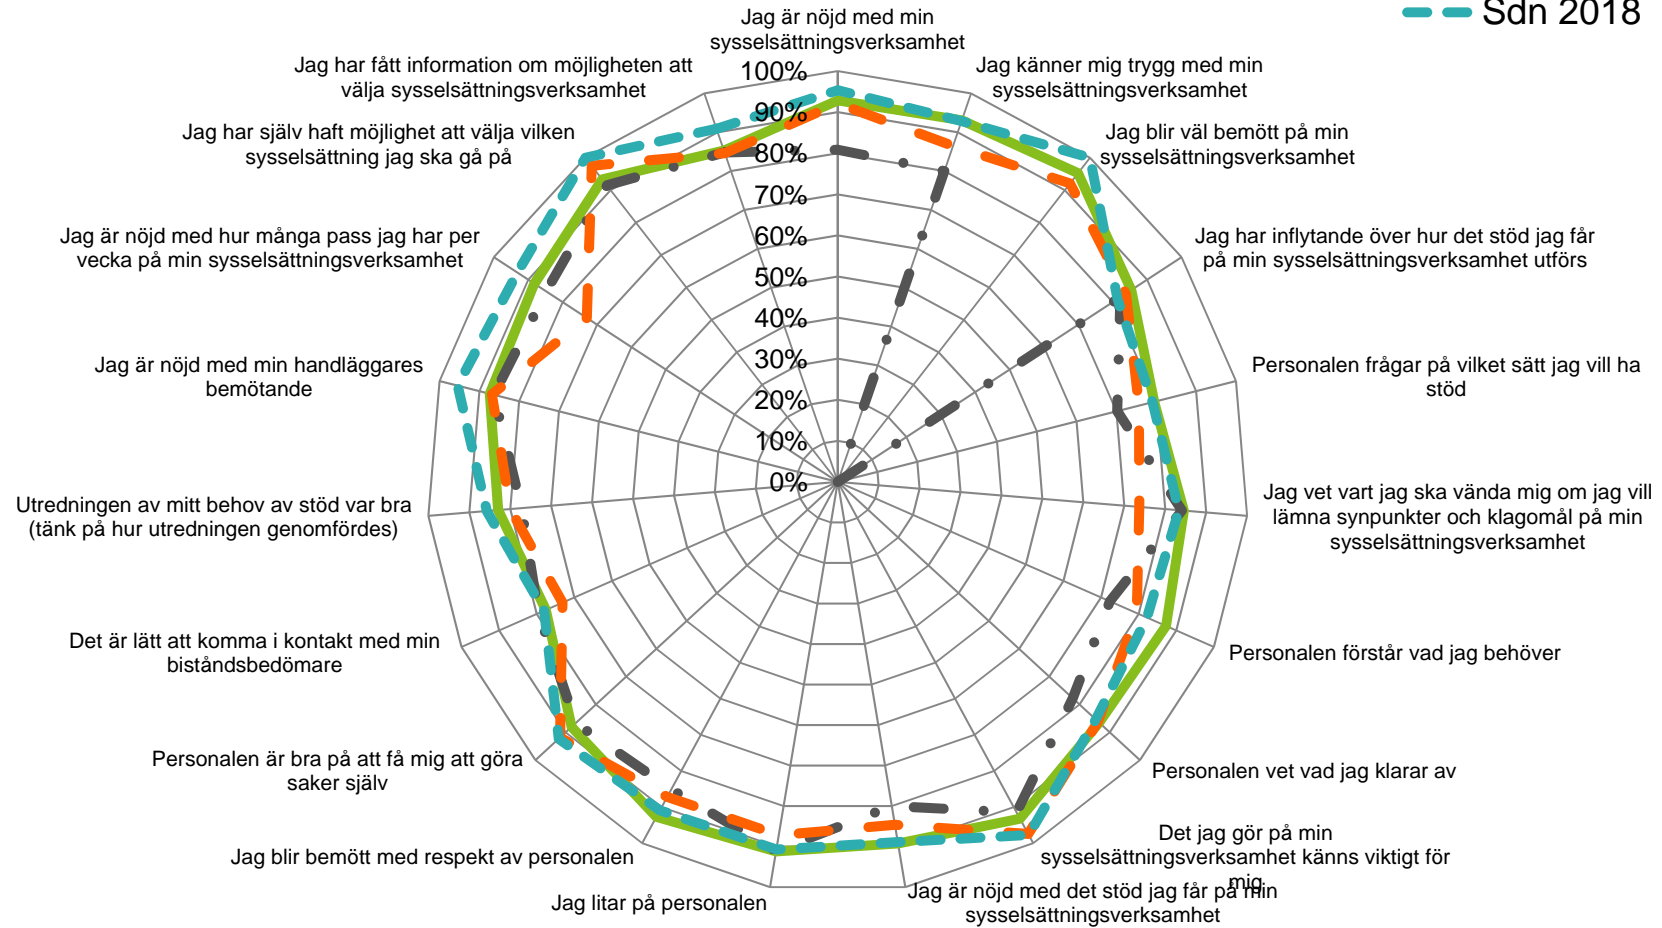 Sdn 2018
Jag är nöjd med min
sysselsättningsverksamhet
Jag känner mig trygg med min
sysselsättningsverksamhet
Jag blir väl bemött på min
sysselsättningsverksamhet
Jag har inflytande över hur det stöd jag får
på min sysselsättningsverksamhet utförs
Personalen frågar på vilket sätt jag vill ha
stöd
Jag vet vart jag ska vända mig om jag vill
lämna synpunkter och klagomål på min
sysselsättningsverksamhet
Personalen förstår vad jag behöver
Personalen vet vad jag klarar av
Det jag gör på min
sysselsättningsverksamhet känns viktigt för
mig
Jag är nöjd med det stöd jag får på min
sysselsättningsverksamhet
Jag litar på personalen
Jag blir bemött med respekt av personalen
Personalen är bra på att få mig att göra
saker själv
Det är lätt att komma i kontakt med min
biståndsbedömare
Utredningen av mitt behov av stöd var bra
(tänk på hur utredningen genomfördes)
Jag är nöjd med min handläggares
bemötande
Jag är nöjd med hur många pass jag har per
vecka på min sysselsättningsverksamhet
Jag har själv haft möjlighet att välja vilken
sysselsättning jag ska gå på
Jag har fått information om möjligheten att
välja sysselsättningsverksamhet
100%
90%
80%
70%
60%
50%
40%
30%
20%
10%
0%